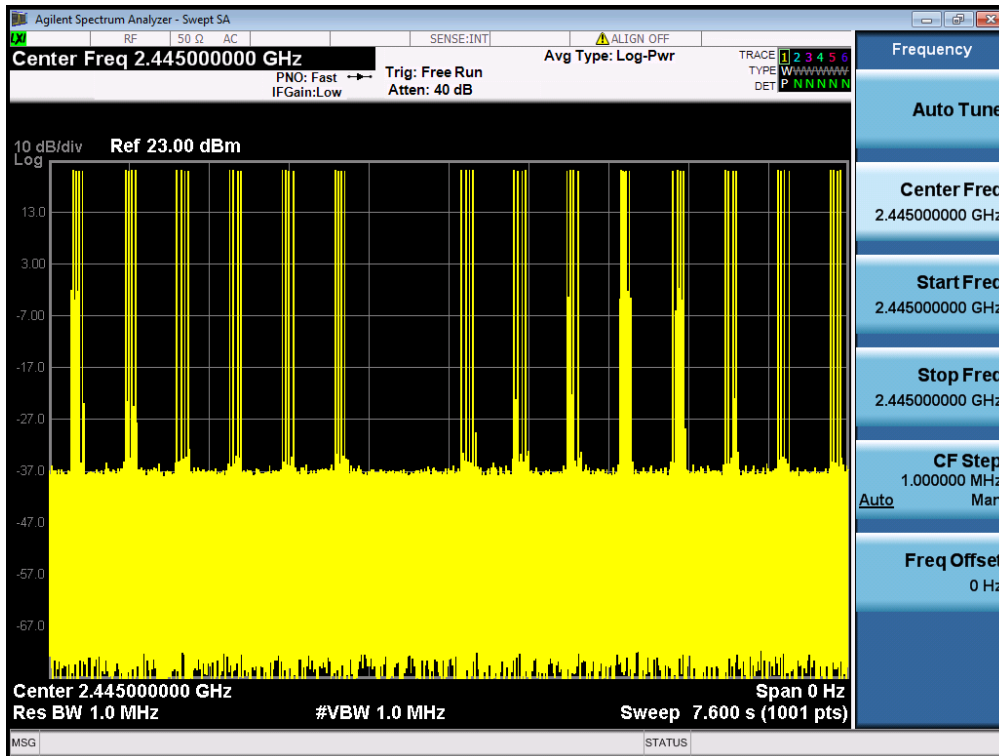 Agilent Spectrum Analyzer - Swept SA
LXI RF 50 Ω AC SENSE:INT ALIGN OFF
Center Freq 2.445000000 GHz
PNO: Fast
IFGain:Low
Trig: Free Run
Atten: 40 dB
Avg Type: Log-Pwr
TRACE 1 2 3 4 5 6
TYPE WWWWWWW
DET P N N N N N
10 dB/div Ref 23.00 dBm
Log
13.0
3.00
-7.00
-17.0
-27.0
-37.0
-47.0
-57.0
-67.0
Center 2.445000000 GHz Span 0 Hz
Res BW 1.0 MHz #VBW 1.0 MHz Sweep 7.600 s (1001 pts)
MSG STATUS
Frequency
Auto Tune
Center Freq
2.445000000 GHz
Start Freq
2.445000000 GHz
Stop Freq
2.445000000 GHz
CF Step
1.000000 MHz
Auto Man
Freq Offset
0 Hz